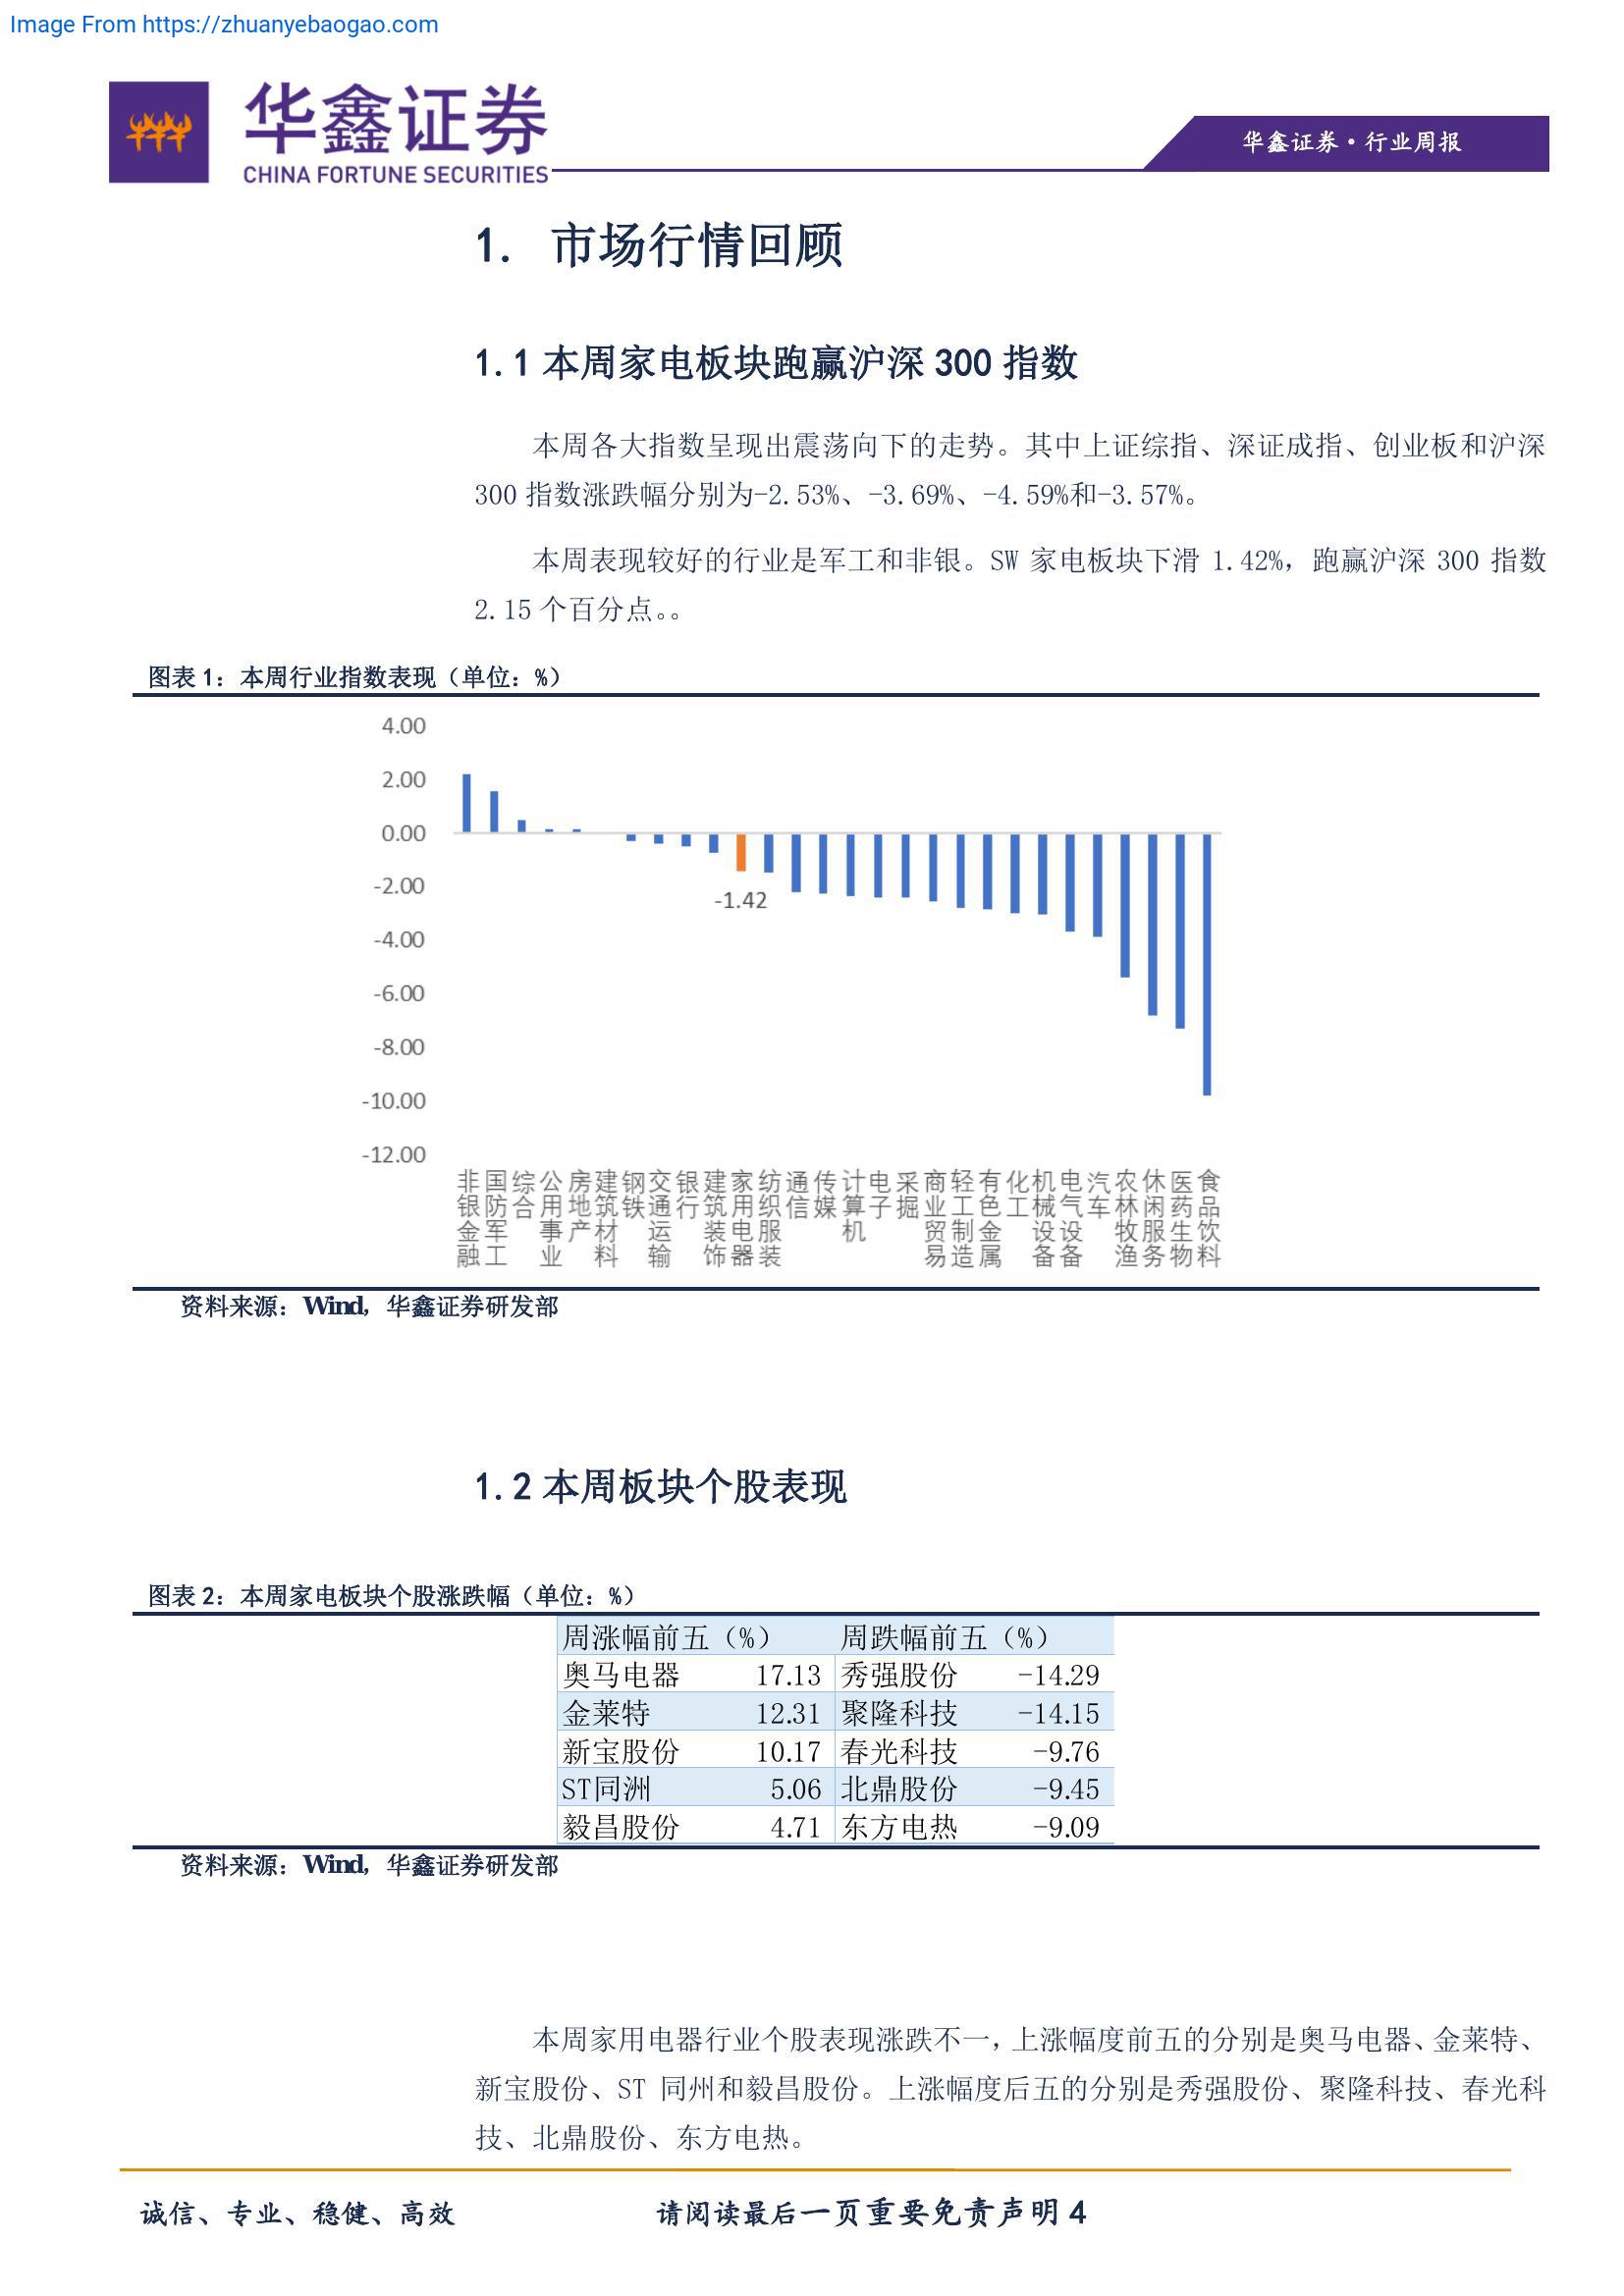 Image From https://zhuanyebaogao.com
华鑫证券
CHINA FORTUNE SECURITIES
华鑫证券·行业周报
1. 市场行情回顾
1.1 本周家电板块跑赢沪深 300 指数
本周各大指数呈现出震荡向下的走势。其中上证综指、深证成指、创业板和沪深
300 指数涨跌幅分别为-2.53%、-3.69%、-4.59%和-3.57%。
本周表现较好的行业是军工和非银。SW 家电板块下滑 1.42%，跑赢沪深 300 指数
2.15 个百分点。。
图表 1：本周行业指数表现（单位：%）
4.00
2.00
0.00
-2.00
-4.00
-6.00
-8.00
-10.00
-12.00
-1.42
非银金融
国防军工
综合
公用事业
房地产
建筑材料
钢铁
交通运输
银行
建筑装饰
家用电器
纺织服装
通信
传媒
计算机
电子
采掘
商业贸易
轻工制造
有色金属
化工
机械设备
电气设备
汽车
农林牧渔
休闲服务
医药生物
食品饮料
资料来源：Wind，华鑫证券研发部
1.2 本周板块个股表现
图表 2：本周家电板块个股涨跌幅（单位：%）
周涨幅前五（%） 周跌幅前五（%）
奥马电器 17.13 秀强股份 -14.29
金莱特 12.31 聚隆科技 -14.15
新宝股份 10.17 春光科技 -9.76
ST同洲 5.06 北鼎股份 -9.45
毅昌股份 4.71 东方电热 -9.09
资料来源：Wind，华鑫证券研发部
本周家用电器行业个股表现涨跌不一，上涨幅度前五的分别是奥马电器、金莱特、
新宝股份、ST 同州和毅昌股份。上涨幅度后五的分别是秀强股份、聚隆科技、春光科
技、北鼎股份、东方电热。
诚信、专业、稳健、高效 请阅读最后一页重要免责声明 4